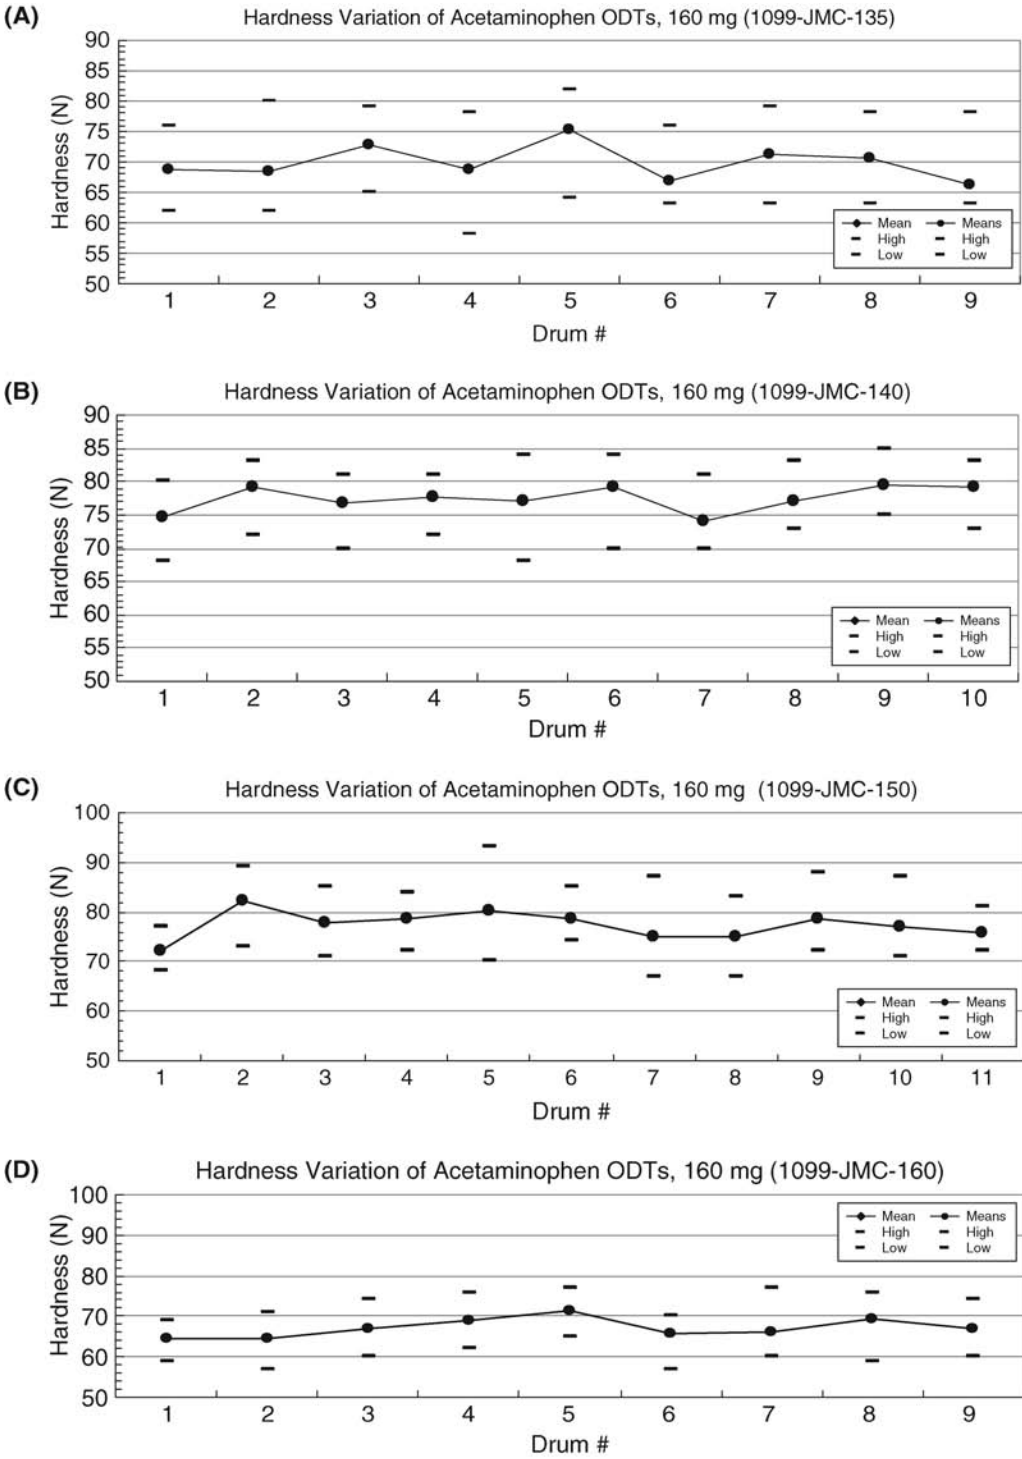 (A)
Hardness Variation of Acetaminophen ODTs, 160 mg (1099-JMC-135)
Hardness (N)
90
85
80
75
70
65
60
55
50
Mean Means
High High
Low Low
1 2 3 4 5 6 7 8 9
Drum #
(B)
Hardness Variation of Acetaminophen ODTs, 160 mg (1099-JMC-140)
Hardness (N)
90
85
80
75
70
65
60
55
50
Mean Means
High High
Low Low
1 2 3 4 5 6 7 8 9 10
Drum #
(C)
Hardness Variation of Acetaminophen ODTs, 160 mg (1099-JMC-150)
Hardness (N)
100
90
80
70
60
50
Mean Means
High High
Low Low
1 2 3 4 5 6 7 8 9 10 11
Drum #
(D)
Hardness Variation of Acetaminophen ODTs, 160 mg (1099-JMC-160)
Hardness (N)
100
90
80
70
60
50
Mean Means
High High
Low Low
1 2 3 4 5 6 7 8 9
Drum #